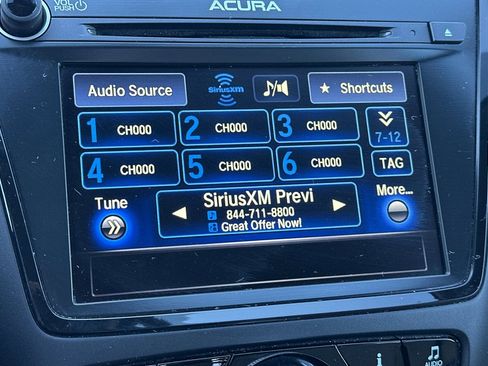 VOL
PUSH
ACURA
Audio Source
SiriusXM
Shortcuts
1 CH000
2 CH000
3 CH000
7-12
4 CH000
5 CH000
6 CH000
TAG
Tune
SiriusXM Previ
More...
844-711-8800
Great Offer Now!
i
AUDIO